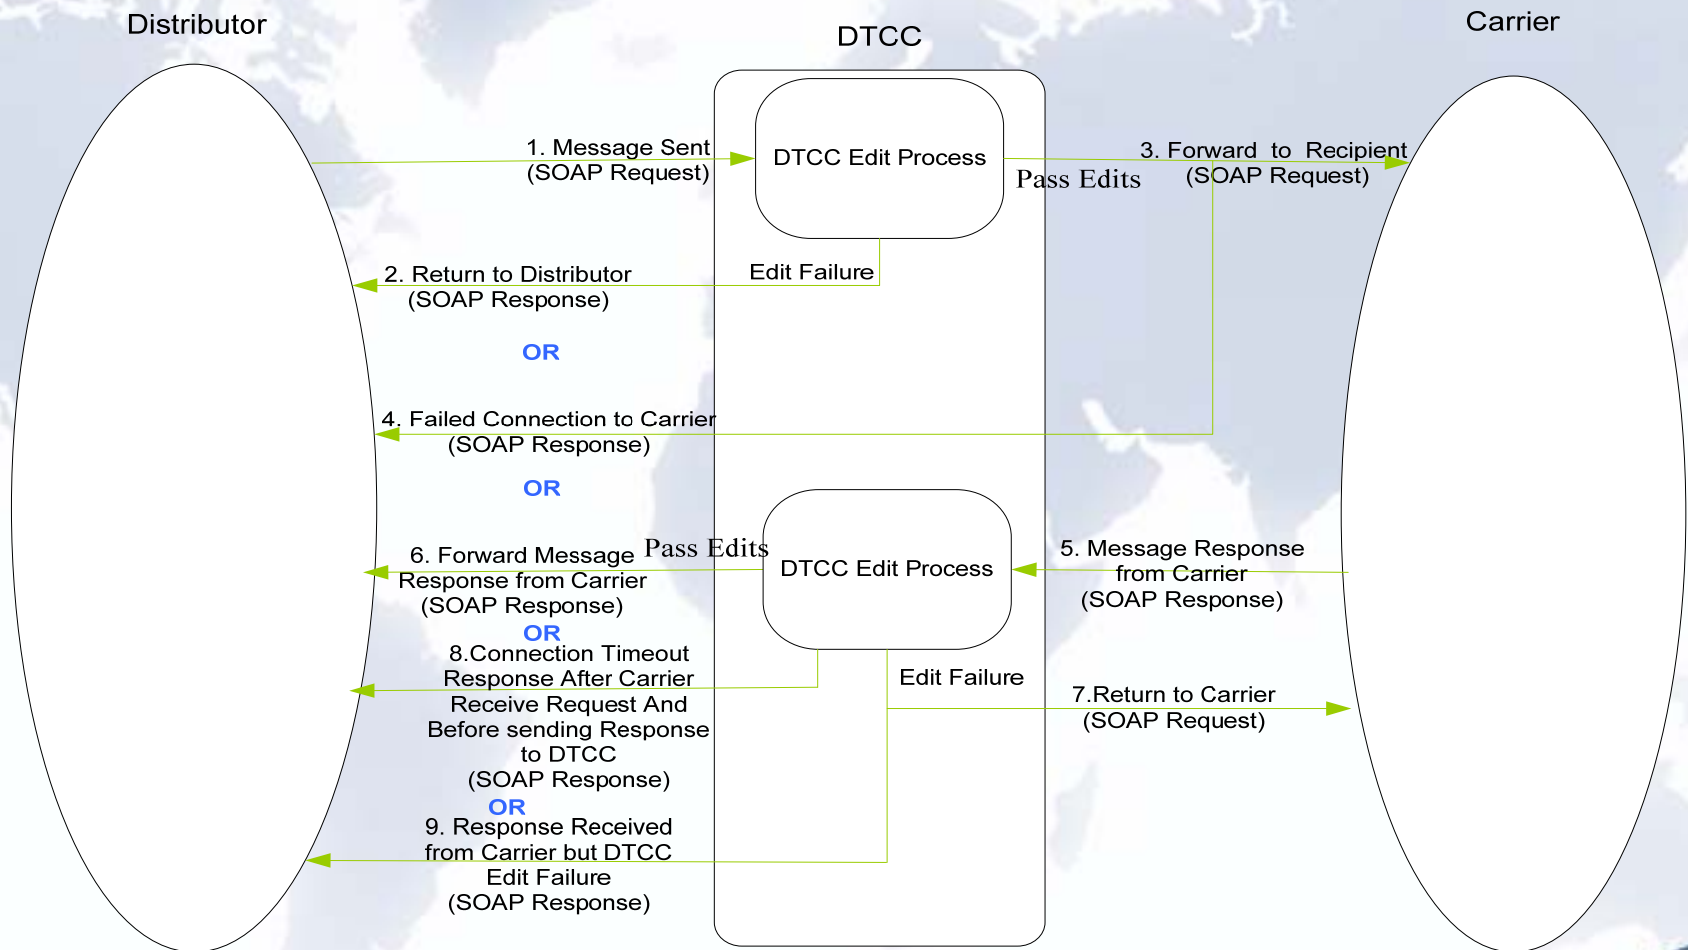 Distributor
DTCC
Carrier
1. Message Sent
(SOAP Request)
DTCC Edit Process
Pass Edits
3. Forward to Recipient
(SOAP Request)
Edit Failure
2. Return to Distributor
(SOAP Response)
OR
4. Failed Connection to Carrier
(SOAP Response)
OR
5. Message Response
from Carrier
(SOAP Response)
DTCC Edit Process
Pass Edits
6. Forward Message
Response from Carrier
(SOAP Response)
OR
Edit Failure
7.Return to Carrier
(SOAP Request)
8.Connection Timeout
Response After Carrier
Receive Request And
Before sending Response
to DTCC
(SOAP Response)
OR
9. Response Received
from Carrier but DTCC
Edit Failure
(SOAP Response)